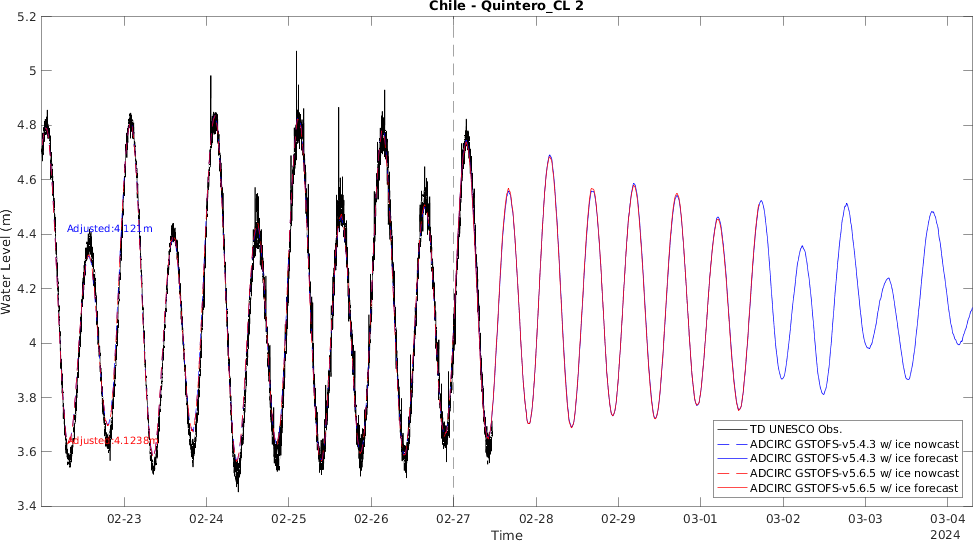 Chile - Quintero_CL 2
5.2
5
4.8
4.6
4.4
4.2
4
3.8
3.6
3.4
Water Level (m)
Adjusted:4.121m
Adjusted:4.1238m
TD UNESCO Obs.
ADCIRC GSTOFS-v5.4.3 w/ ice nowcast
ADCIRC GSTOFS-v5.4.3 w/ ice forecast
ADCIRC GSTOFS-v5.6.5 w/ ice nowcast
ADCIRC GSTOFS-v5.6.5 w/ ice forecast
02-23 02-24 02-25 02-26 02-27 02-28 02-29 03-01 03-02 03-03 03-04
Time
2024